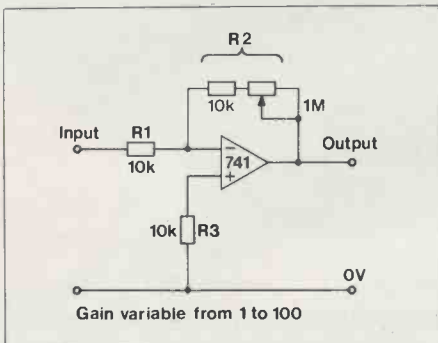 R2
10k
1M
Input
R1
10k
−
741
+
Output
10k
R3
0V
Gain variable from 1 to 100